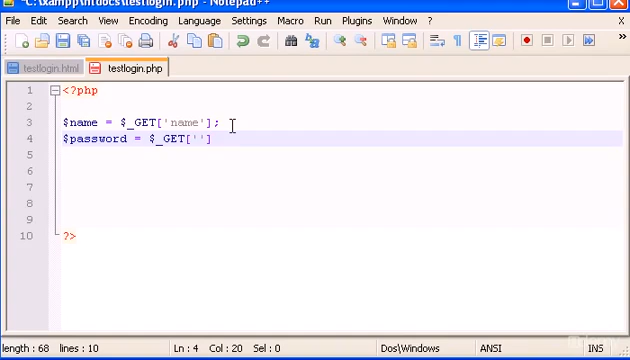 *C:\xampp\htdocs\testlogin.php - Notepad++
File Edit Search View Encoding Language Settings Macro Run Plugins Window ? X
testlogin.html testlogin.php
1 <?php
2
3 $name = $_GET['name'];
4 $password = $_GET['']
5
6
7
8
9
10 ?>
length : 68 lines : 10 Ln : 4 Col : 20 Sel : 0 Dos\Windows ANSI INS